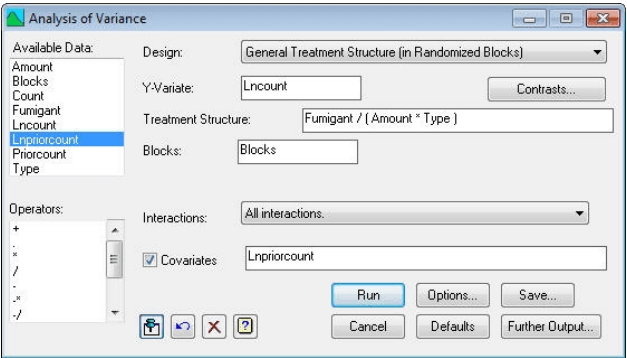 Analysis of Variance
Available Data:
Amount
Blocks
Count
Fumigant
Lncount
Lnpriorcount
Priorcount
Type
Design: General Treatment Structure (in Randomized Blocks)
Y-Variate: Lncount Contrasts...
Treatment Structure: Fumigant / ( Amount * Type )
Blocks: Blocks
Operators:
+
.
*
/
.
.*
-/
Interactions: All interactions.
Covariates Lnpriorcount
Run Options... Save...
Cancel Defaults Further Output...